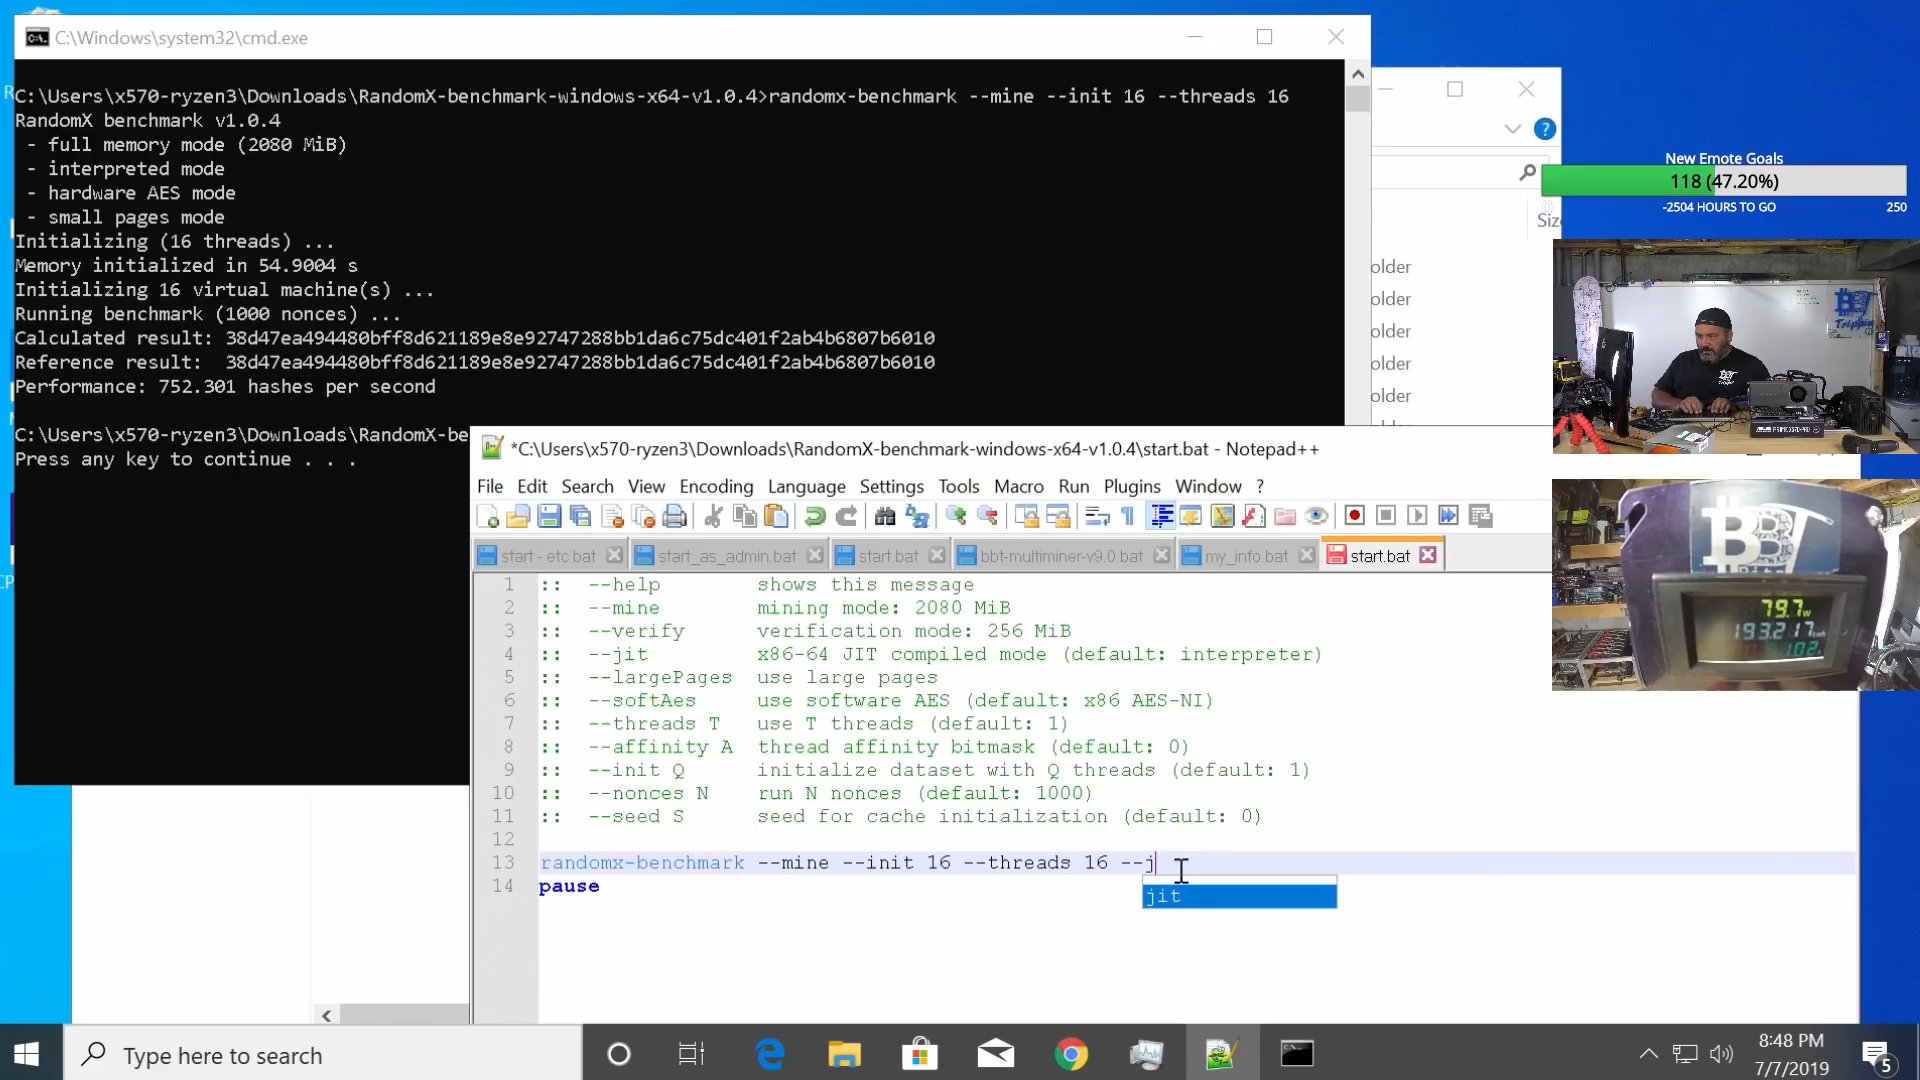 C:\Windows\system32\cmd.exe
C:\Users\x570-ryzen3\Downloads\RandomX-benchmark-windows-x64-v1.0.4>randomx-benchmark --mine --init 16 --threads 16
RandomX benchmark v1.0.4
- full memory mode (2080 MiB)
- interpreted mode
- hardware AES mode
- small pages mode
Initializing (16 threads) ...
Memory initialized in 54.9004 s
Initializing 16 virtual machine(s) ...
Running benchmark (1000 nonces) ...
Calculated result: 38d47ea494480bff8d621189e8e92747288bb1da6c75dc401f2ab4b6807b6010
Reference result: 38d47ea494480bff8d621189e8e92747288bb1da6c75dc401f2ab4b6807b6010
Performance: 752.301 hashes per second
C:\Users\x570-ryzen3\Downloads\RandomX-be
Press any key to continue . . .
?
Siz
older
older
older
older
older
New Emote Goals
118 (47.20%)
-2504 HOURS TO GO 250
Trippin
PRIME X570-PRO
BBT
79.7w
193.217
1.02
*C:\Users\x570-ryzen3\Downloads\RandomX-benchmark-windows-x64-v1.0.4\start.bat - Notepad++
File Edit Search View Encoding Language Settings Tools Macro Run Plugins Window ?
start - etc.bat start_as_admin.bat start.bat bbt-multiminer-v9.0.bat my_info.bat start.bat
1 :: --help shows this message
2 :: --mine mining mode: 2080 MiB
3 :: --verify verification mode: 256 MiB
4 :: --jit x86-64 JIT compiled mode (default: interpreter)
5 :: --largePages use large pages
6 :: --softAes use software AES (default: x86 AES-NI)
7 :: --threads T use T threads (default: 1)
8 :: --affinity A thread affinity bitmask (default: 0)
9 :: --init Q initialize dataset with Q threads (default: 1)
10 :: --nonces N run N nonces (default: 1000)
11 :: --seed S seed for cache initialization (default: 0)
12
13 randomx-benchmark --mine --init 16 --threads 16 --j
14 pause
jit
Type here to search
8:48 PM
7/7/2019
5